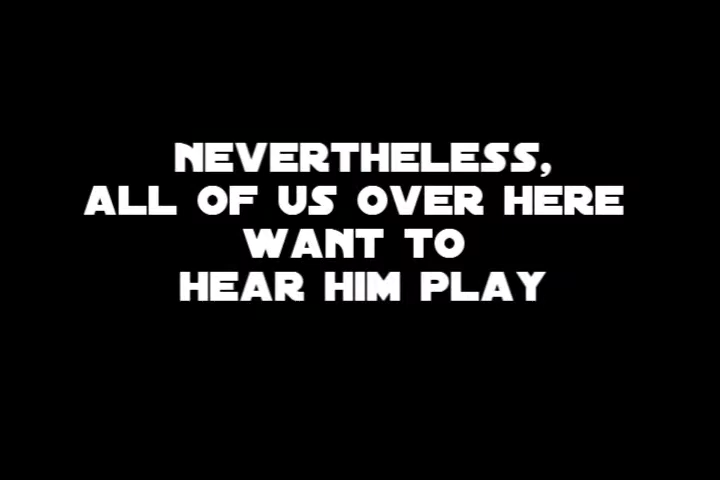 NEVERTHELESS,
ALL OF US OVER HERE
WANT TO
HEAR HIM PLAY